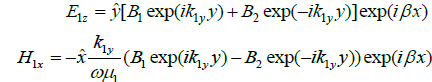 E_{1z} = ŷ[B_1 exp(ik_{1y}y) + B_2 exp(-ik_{1y}y)]exp(iβx)
H_{1x} = -x̂ \frac{k_{1y}}{ωμ_1}(B_1 exp(ik_{1y}y) - B_2 exp(-ik_{1y}y))exp(iβx)